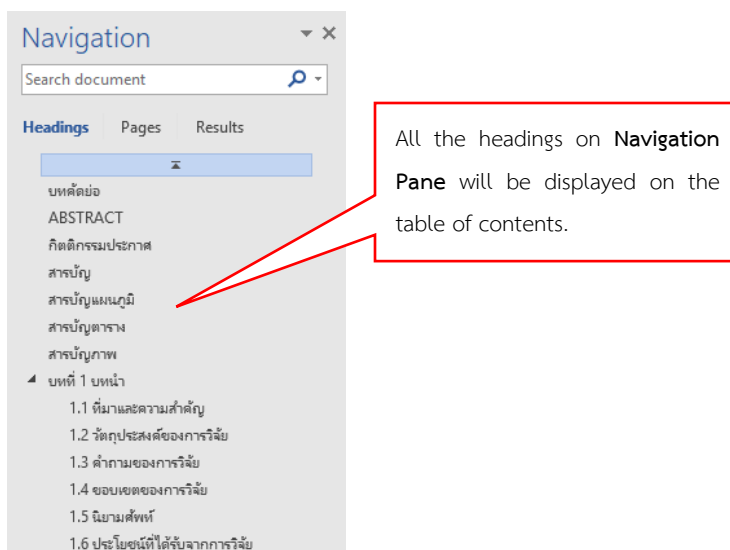 Navigation
Search document
Headings Pages Results
บทคัดย่อ
ABSTRACT
กิตติกรรมประกาศ
สารบัญ
สารบัญแผนภูมิ
สารบัญตาราง
สารบัญภาพ
บทที่ 1 บทนำ
1.1 ที่มาและความสำคัญ
1.2 วัตถุประสงค์ของการวิจัย
1.3 คำถามของการวิจัย
1.4 ขอบเขตของการวิจัย
1.5 นิยามศัพท์
1.6 ประโยชน์ที่ได้รับจากการวิจัย
All the headings on Navigation
Pane will be displayed on the
table of contents.